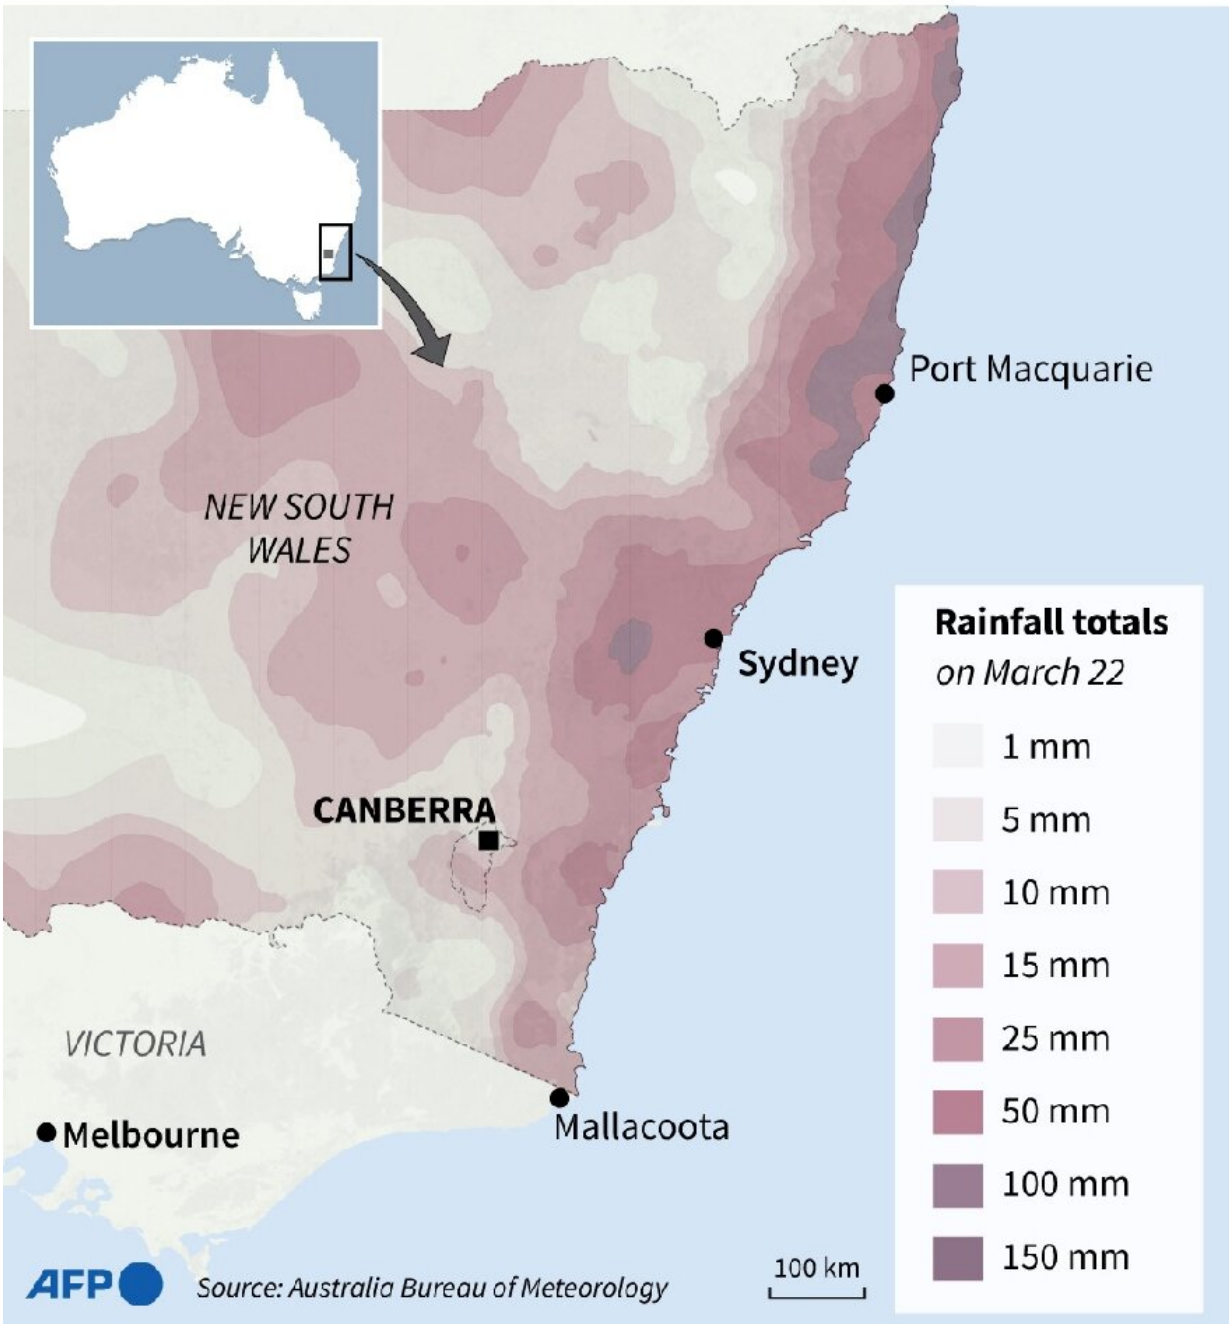 Port Macquarie
NEW SOUTH
WALES
Rainfall totals
on March 22
Sydney
1 mm
5 mm
CANBERRA
10 mm
15 mm
25 mm
VICTORIA
50 mm
Mallacoota
Melbourne
100 mm
150 mm
100 km
AFP
Source: Australia Bureau of Meteorology